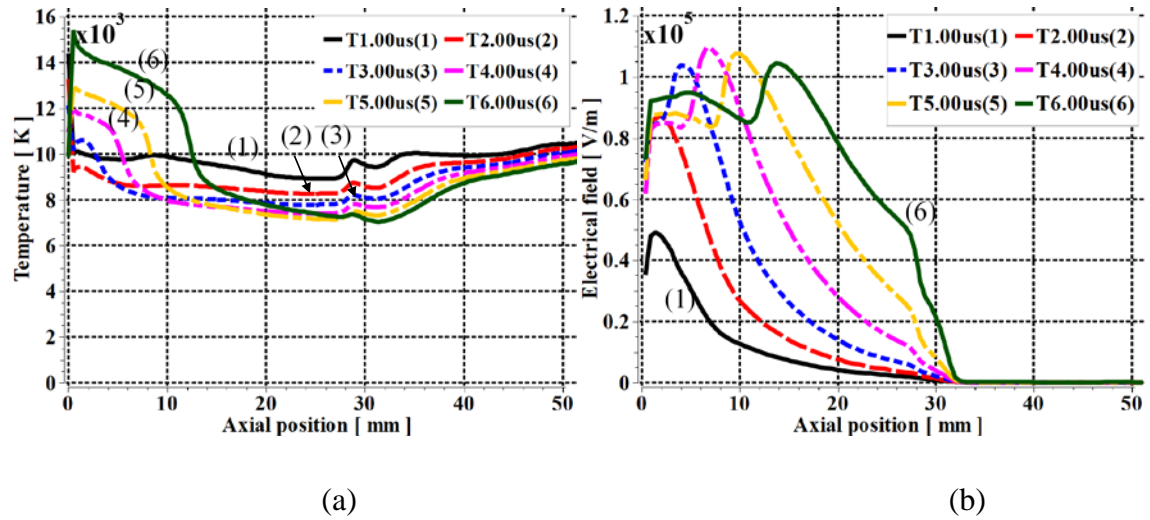 x10³
T1.00us(1) T2.00us(2)
T3.00us(3) T4.00us(4)
T5.00us(5) T6.00us(6)
16
14
12
10
8
6
4
2
0
Temperature [ K ]
(6)
(5)
(4)
(1)
(2)
(3)
0 10 20 30 40 50
Axial position [ mm ]
(a)
x10⁵
T1.00us(1) T2.00us(2)
T3.00us(3) T4.00us(4)
T5.00us(5) T6.00us(6)
1.2
1
0.8
0.6
0.4
0.2
0
Electrical field [ V/m ]
(1)
(6)
0 10 20 30 40 50
Axial position [ mm ]
(b)